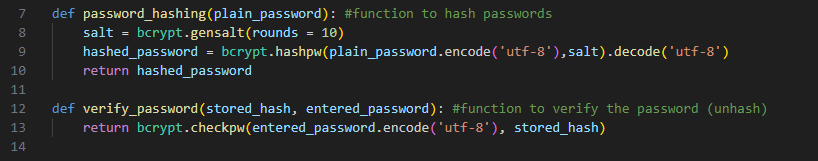 7 def password_hashing(plain_password): #function to hash passwords
8     salt = bcrypt.gensalt(rounds = 10)
9     hashed_password = bcrypt.hashpw(plain_password.encode('utf-8'),salt).decode('utf-8')
10     return hashed_password
11
12 def verify_password(stored_hash, entered_password): #function to verify the password (unhash)
13     return bcrypt.checkpw(entered_password.encode('utf-8'), stored_hash)
14